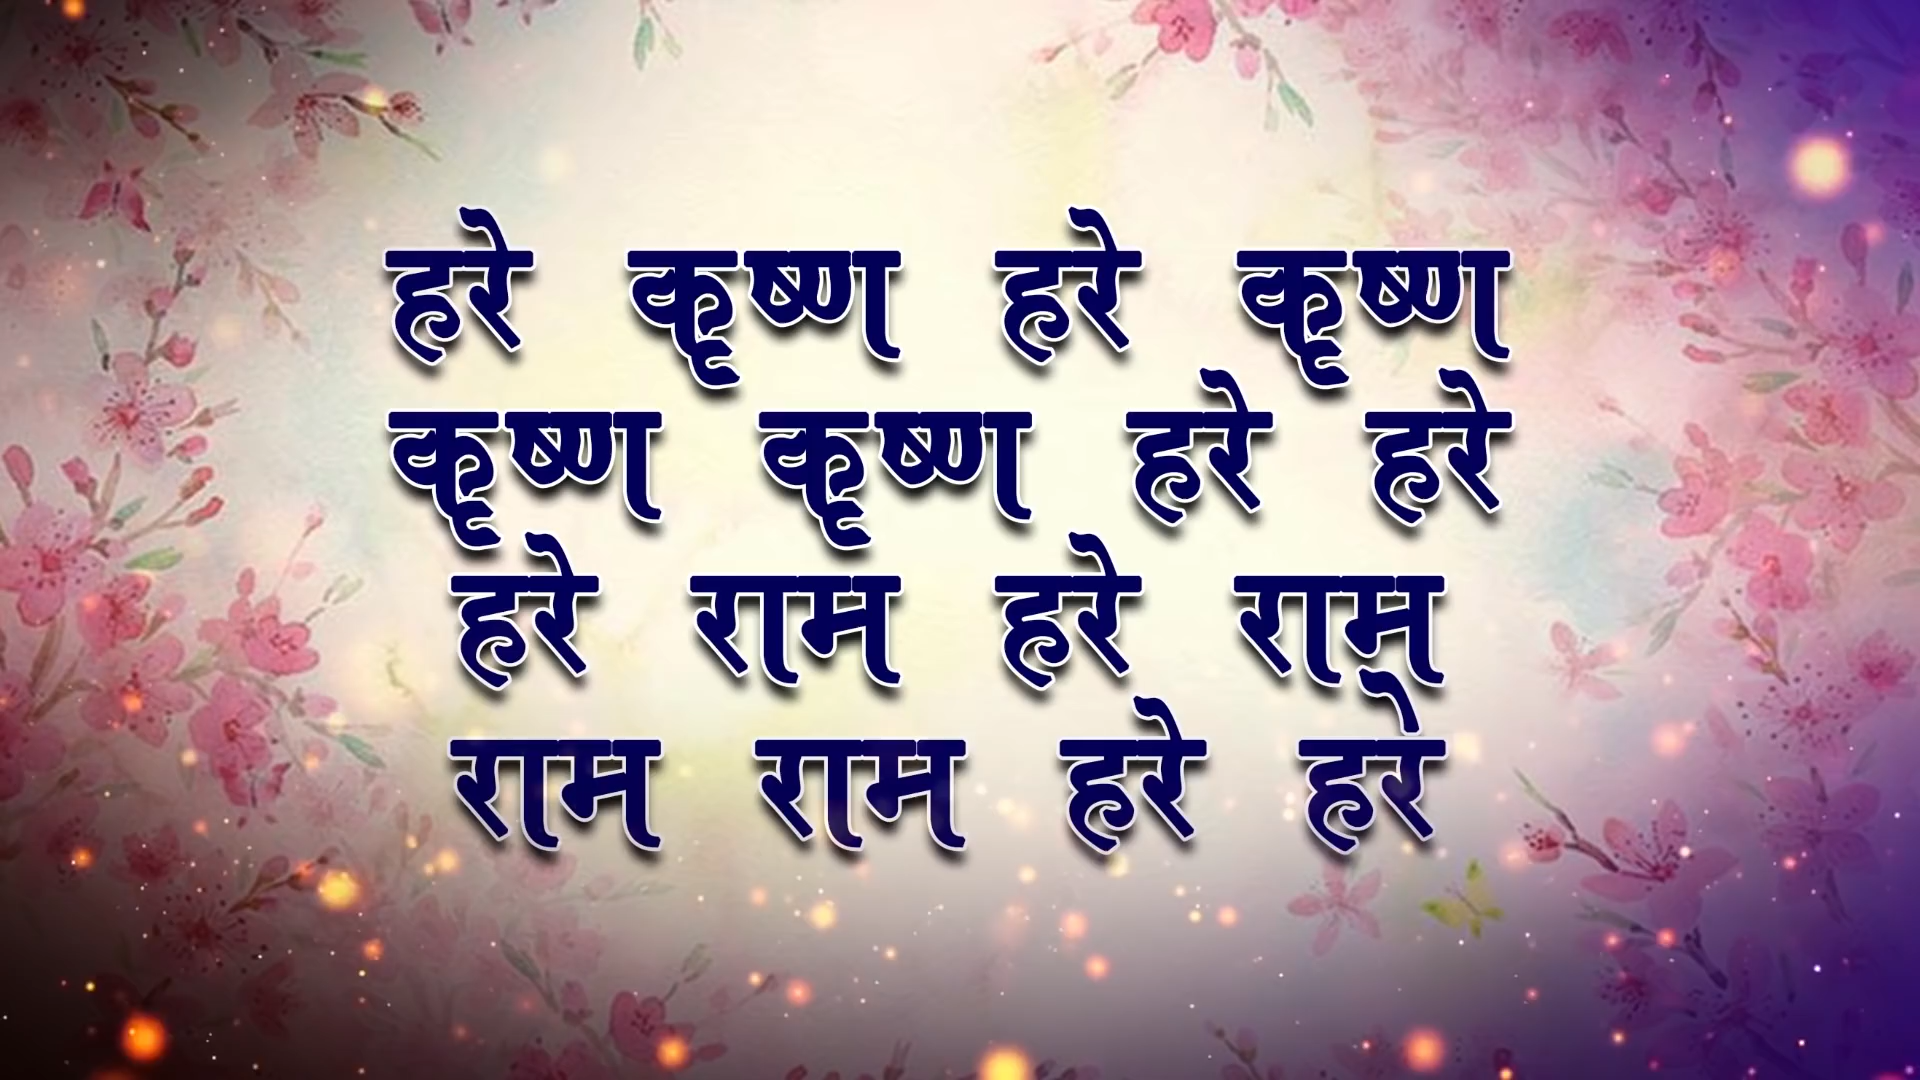 हरे कृष्ण हरे कृष्ण
कृष्ण कृष्ण हरे हरे
हरे राम हरे राम
राम राम हरे हरे